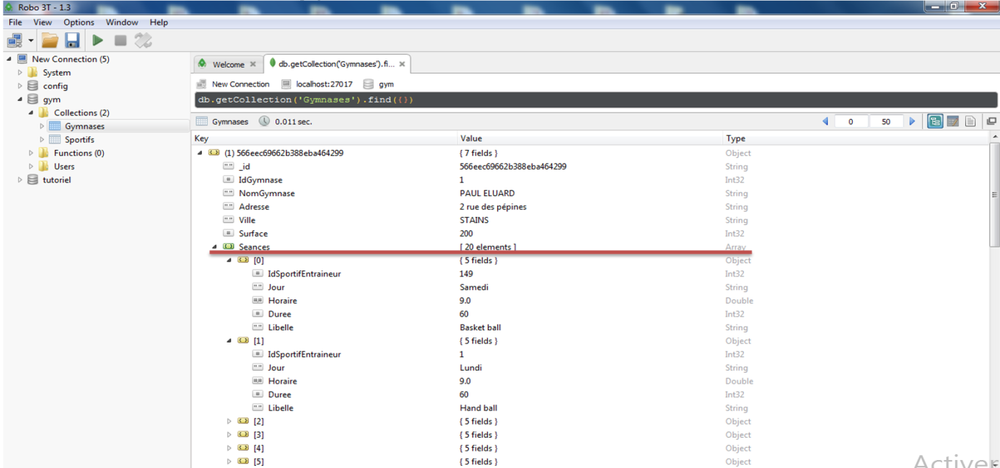 Robo 3T - 1.3
File View Options Window Help
New Connection (5)
System
config
gym
Collections (2)
Gymnases
Sportifs
Functions (0)
Users
tutoriel
Welcome db.getCollection('Gymnases').fi...
New Connection localhost:27017 gym
db.getCollection('Gymnases').find({})
Gymnases 0.011 sec. 0 50
Key Value Type
(1) 566eec69662b388eba464299 { 7 fields } Object
_id 566eec69662b388eba464299 String
IdGymnase 1 Int32
NomGymnase PAUL ELUARD String
Adresse 2 rue des pépines String
Ville STAINS String
Surface 200 Int32
Seances [ 20 elements ] Array
[0] { 5 fields } Object
IdSportifEntraineur 149 Int32
Jour Samedi String
Horaire 9.0 Double
Duree 60 Int32
Libelle Basket ball String
[1] { 5 fields } Object
IdSportifEntraineur 1 Int32
Jour Lundi String
Horaire 9.0 Double
Duree 60 Int32
Libelle Hand ball String
[2] { 5 fields } Object
[3] { 5 fields } Object
[4] { 5 fields } Object
[5] { 5 fields } Object
Activer